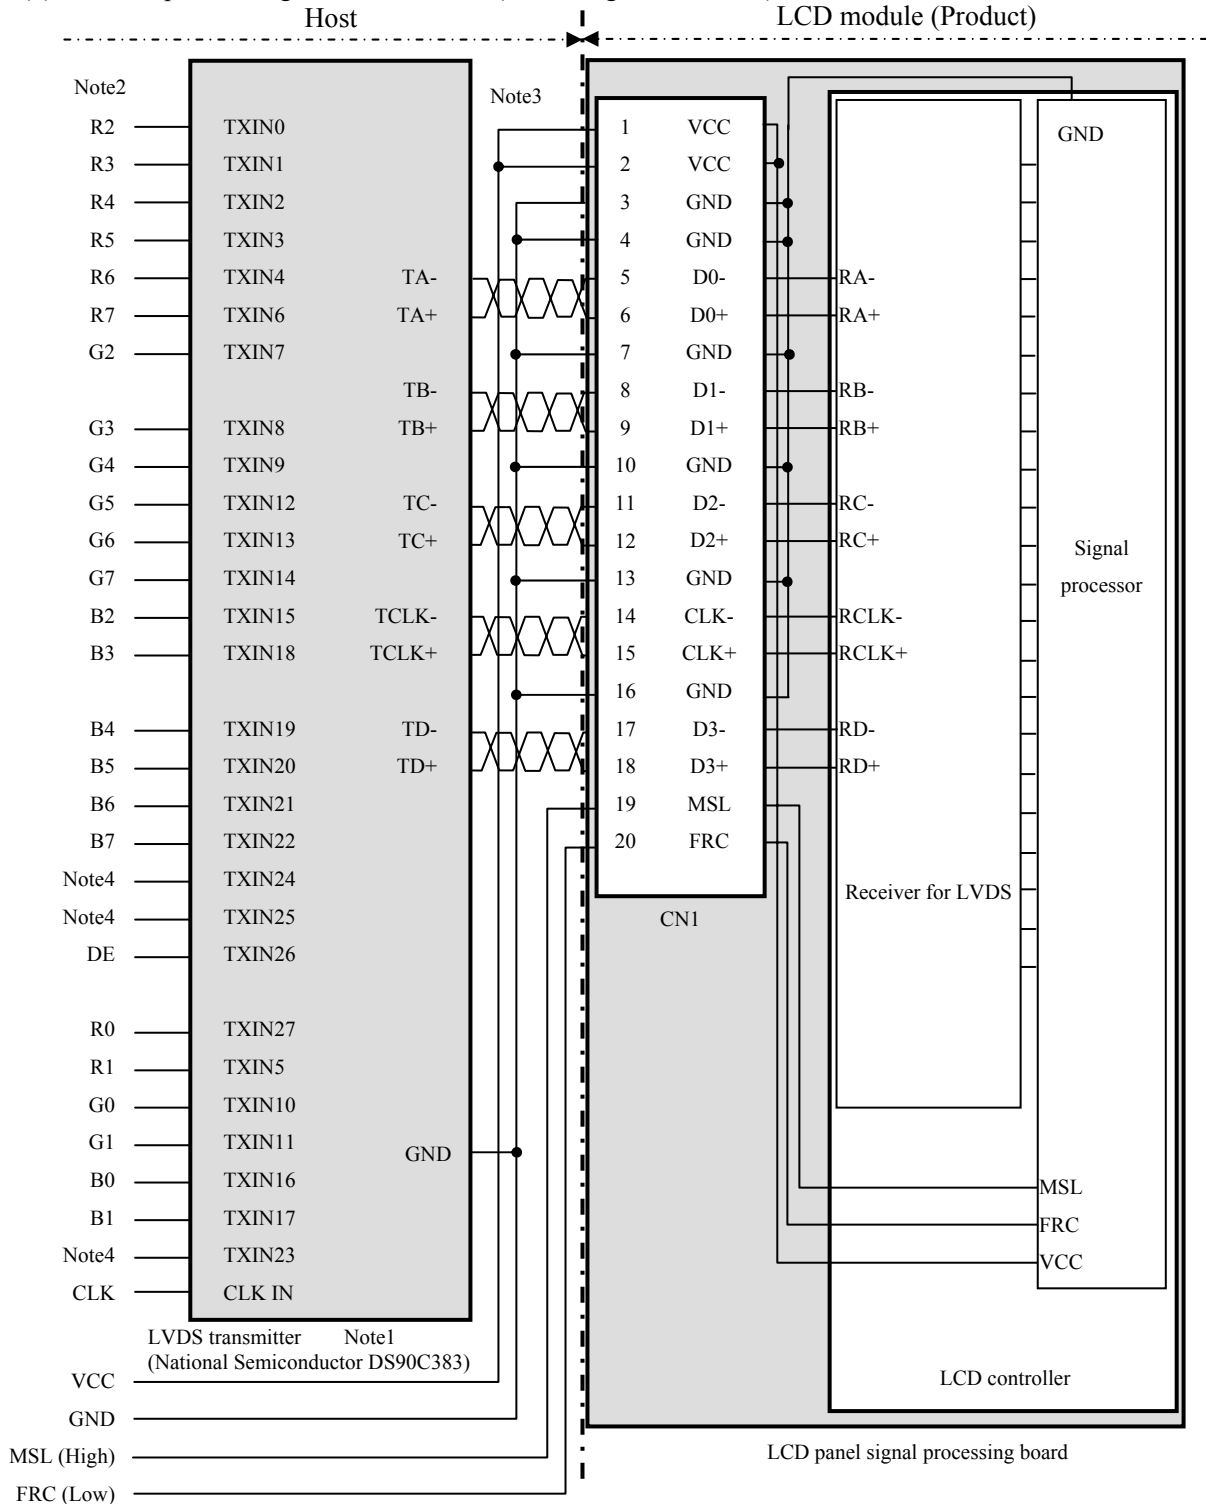 Host
LCD module (Product)
Note2
Note3
R2 TXIN0
R3 TXIN1
R4 TXIN2
R5 TXIN3
R6 TXIN4 TA-
R7 TXIN6 TA+
G2 TXIN7
TB-
G3 TXIN8 TB+
G4 TXIN9
G5 TXIN12 TC-
G6 TXIN13 TC+
G7 TXIN14
B2 TXIN15 TCLK-
B3 TXIN18 TCLK+
B4 TXIN19 TD-
B5 TXIN20 TD+
B6 TXIN21
B7 TXIN22
Note4 TXIN24
Note4 TXIN25
DE TXIN26
R0 TXIN27
R1 TXIN5
G0 TXIN10
G1 TXIN11
GND
B0 TXIN16
B1 TXIN17
Note4 TXIN23
CLK CLK IN
LVDS transmitter Note1
(National Semiconductor DS90C383)
VCC
GND
MSL (High)
FRC (Low)
1 VCC
2 VCC
3 GND
4 GND
5 D0- RA-
6 D0+ RA+
7 GND
8 D1- RB-
9 D1+ RB+
10 GND
11 D2- RC-
12 D2+ RC+
13 GND
14 CLK- RCLK-
15 CLK+ RCLK+
16 GND
17 D3- RD-
18 D3+ RD+
19 MSL
20 FRC
CN1
Receiver for LVDS
GND
Signal
processor
MSL
FRC
VCC
LCD controller
LCD panel signal processing board